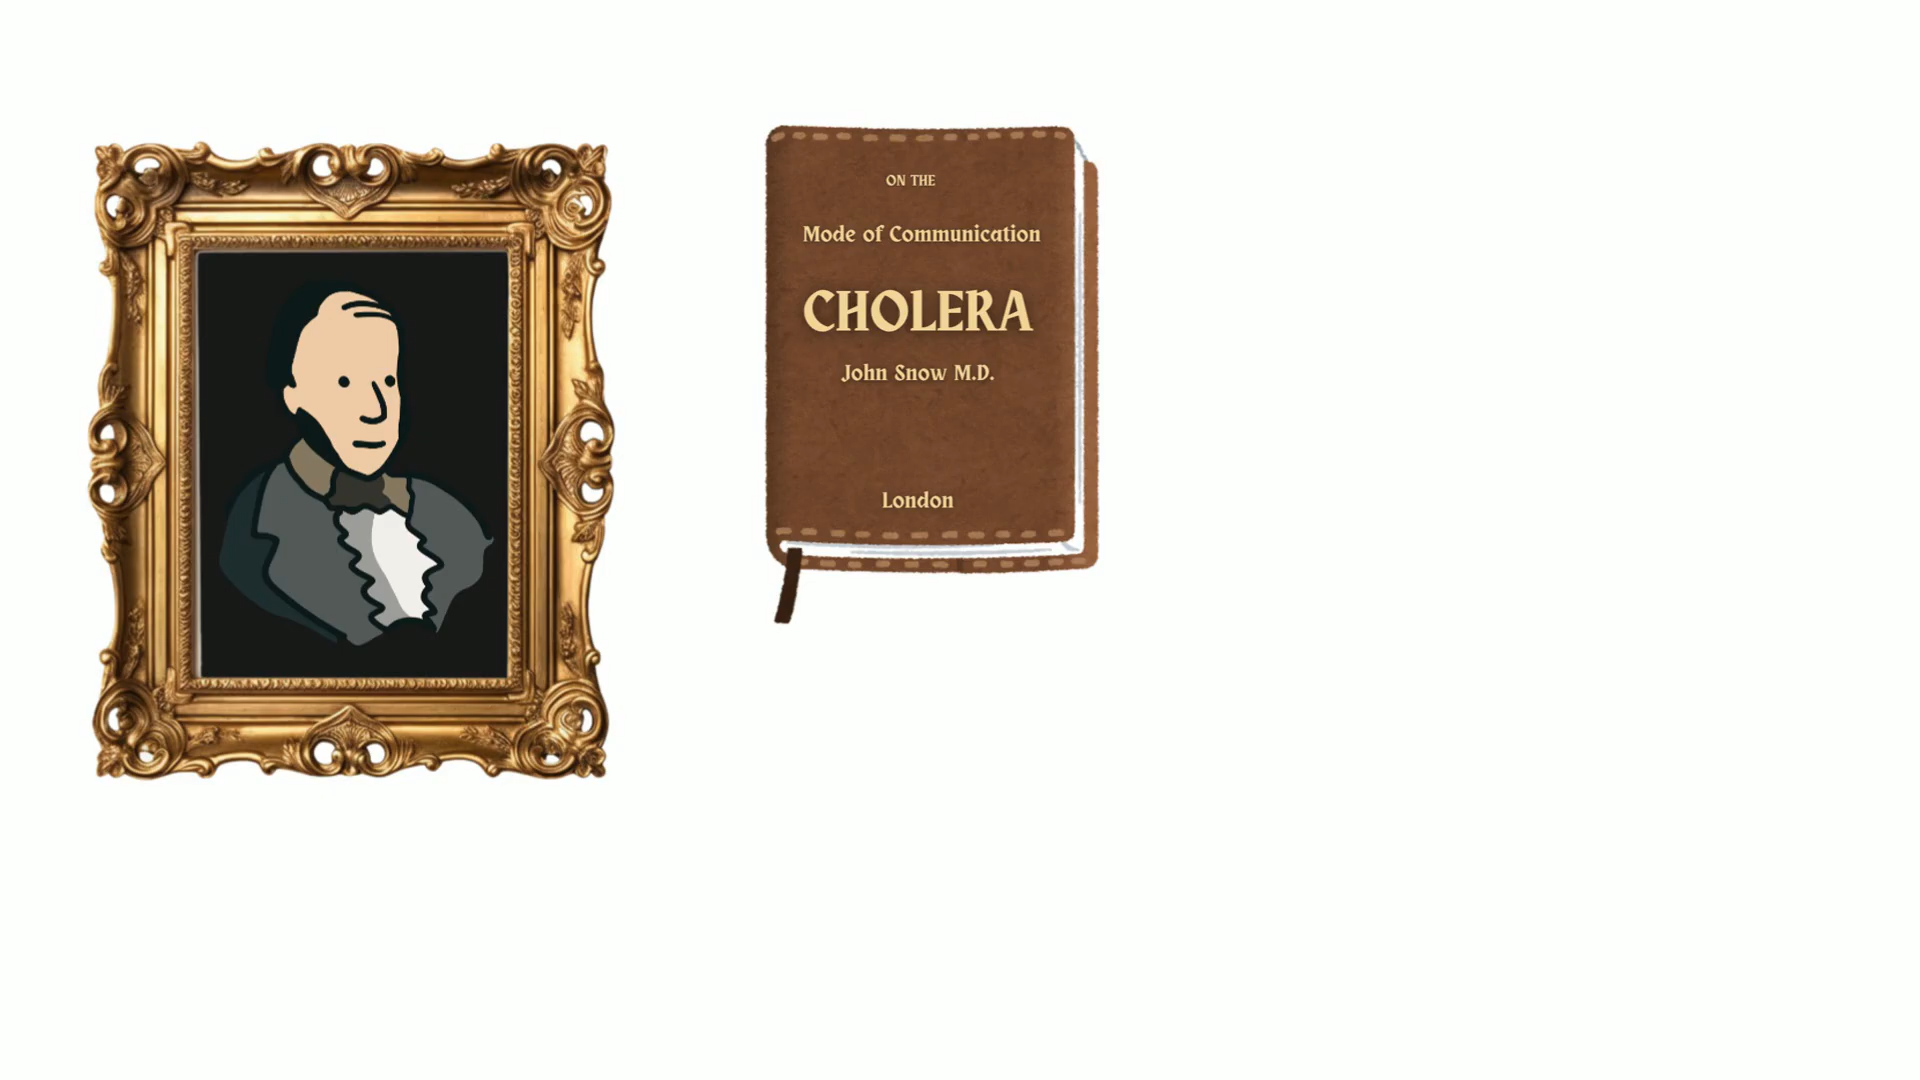 ON THE
Mode of Communication
CHOLERA
John Snow M.D.
London